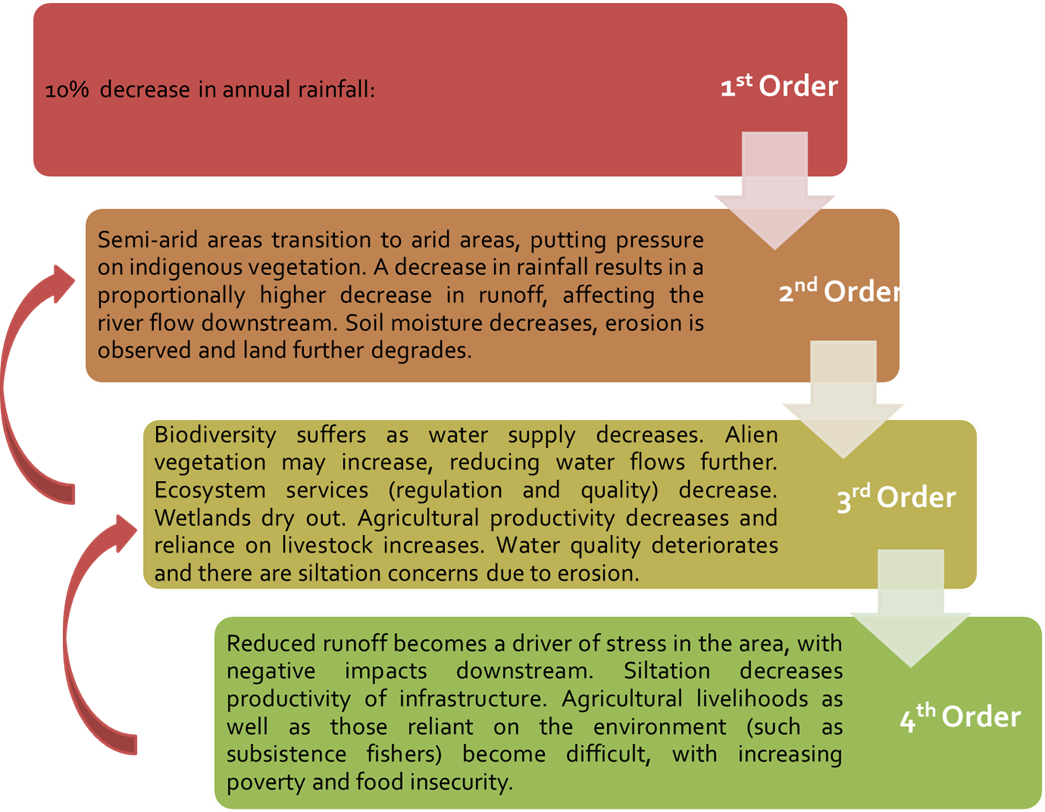 10% decrease in annual rainfall:
1st Order
Semi-arid areas transition to arid areas, putting pressure
on indigenous vegetation. A decrease in rainfall results in a
proportionally higher decrease in runoff, affecting the
river flow downstream. Soil moisture decreases, erosion is
observed and land further degrades.
2nd Order
Biodiversity suffers as water supply decreases. Alien
vegetation may increase, reducing water flows further.
Ecosystem services (regulation and quality) decrease.
Wetlands dry out. Agricultural productivity decreases and
reliance on livestock increases. Water quality deteriorates
and there are siltation concerns due to erosion.
3rd Order
Reduced runoff becomes a driver of stress in the area, with
negative impacts downstream. Siltation decreases
productivity of infrastructure. Agricultural livelihoods as
well as those reliant on the environment (such as
subsistence fishers) become difficult, with increasing
poverty and food insecurity.
4th Order